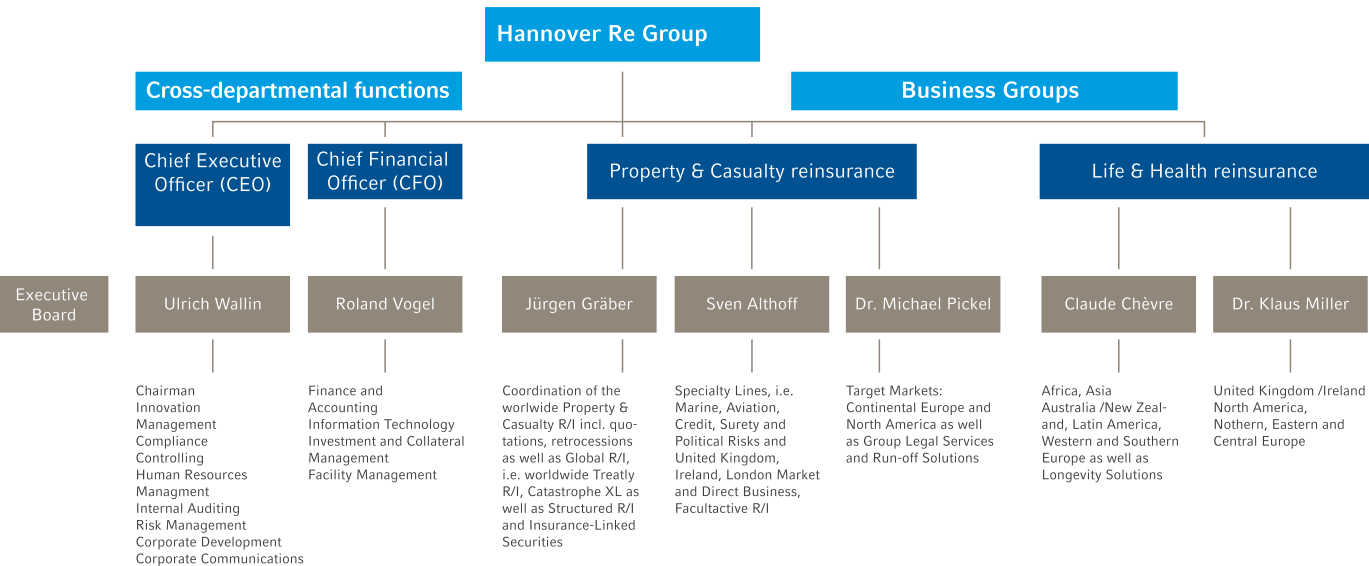 Hannover Re Group
Cross-departmental functions
Business Groups
Chief Executive
Officer (CEO)
Chief Financial
Officer (CFO)
Property & Casualty reinsurance
Life & Health reinsurance
Executive
Board
Ulrich Wallin
Roland Vogel
Jürgen Gräber
Sven Althoff
Dr. Michael Pickel
Claude Chèvre
Dr. Klaus Miller
Chairman
Innovation
Management
Compliance
Controlling
Human Resources
Managment
Internal Auditing
Risk Management
Corporate Development
Corporate Communications
Finance and
Accounting
Information Technology
Investment and Collateral
Management
Facility Management
Coordination of the
worlwide Property &
Casualty R/I incl. quo-
tations, retrocessions
as well as Global R/I,
i.e. worldwide Treatly
R/I, Catastrophe XL as
well as Structured R/I
and Insurance-Linked
Securities
Specialty Lines, i.e.
Marine, Aviation,
Credit, Surety and
Political Risks and
United Kingdom,
Ireland, London Market
and Direct Business,
Facultactive R/I
Target Markets:
Continental Europe and
North America as well
as Group Legal Services
and Run-off Solutions
Africa, Asia
Australia /New Zeal-
and, Latin America,
Western and Southern
Europe as well as
Longevity Solutions
United Kingdom /Ireland
North America,
Nothern, Eastern and
Central Europe